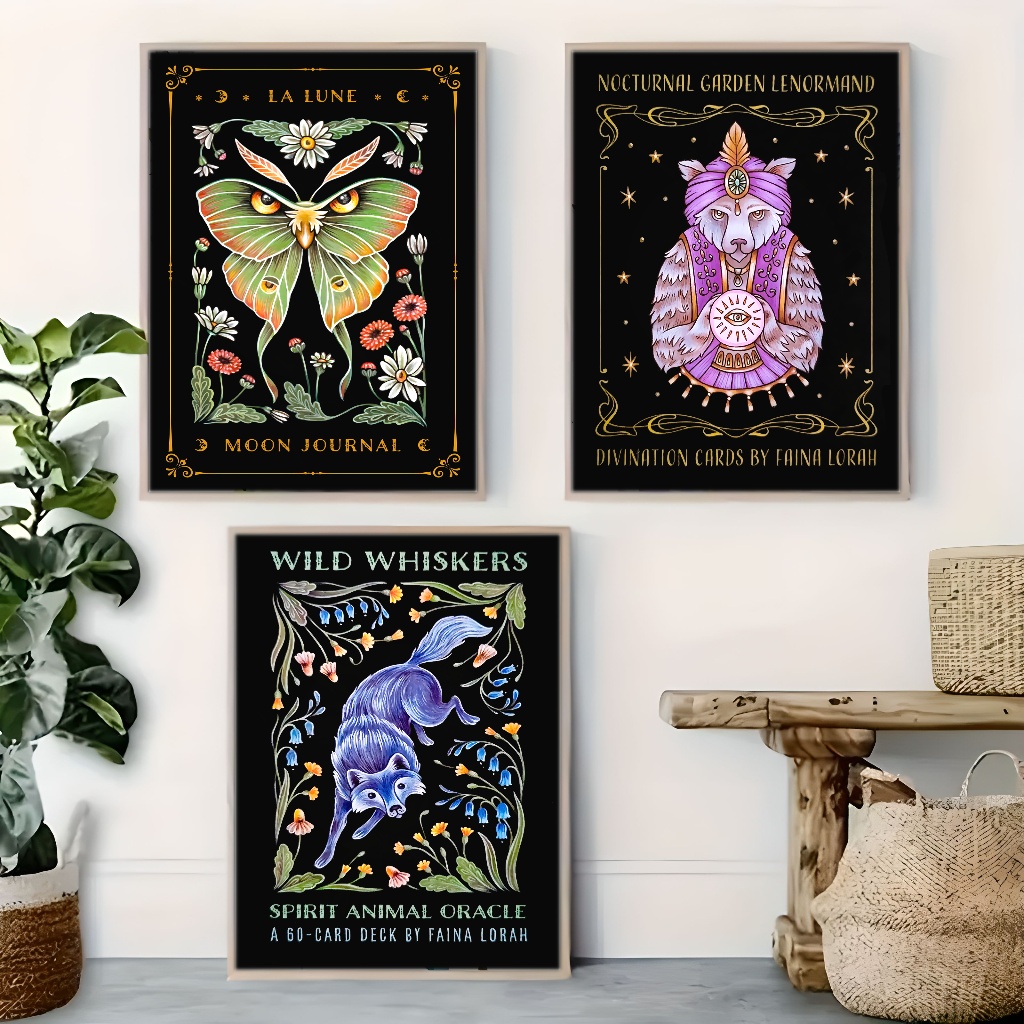 LA LUNE
MOON JOURNAL
NOCTURNAL GARDEN LENORMAND
DIVINATION CARDS BY FAINA LORAH
WILD WHISKERS
SPIRIT ANIMAL ORACLE
A 60-CARD DECK BY FAINA LORAH